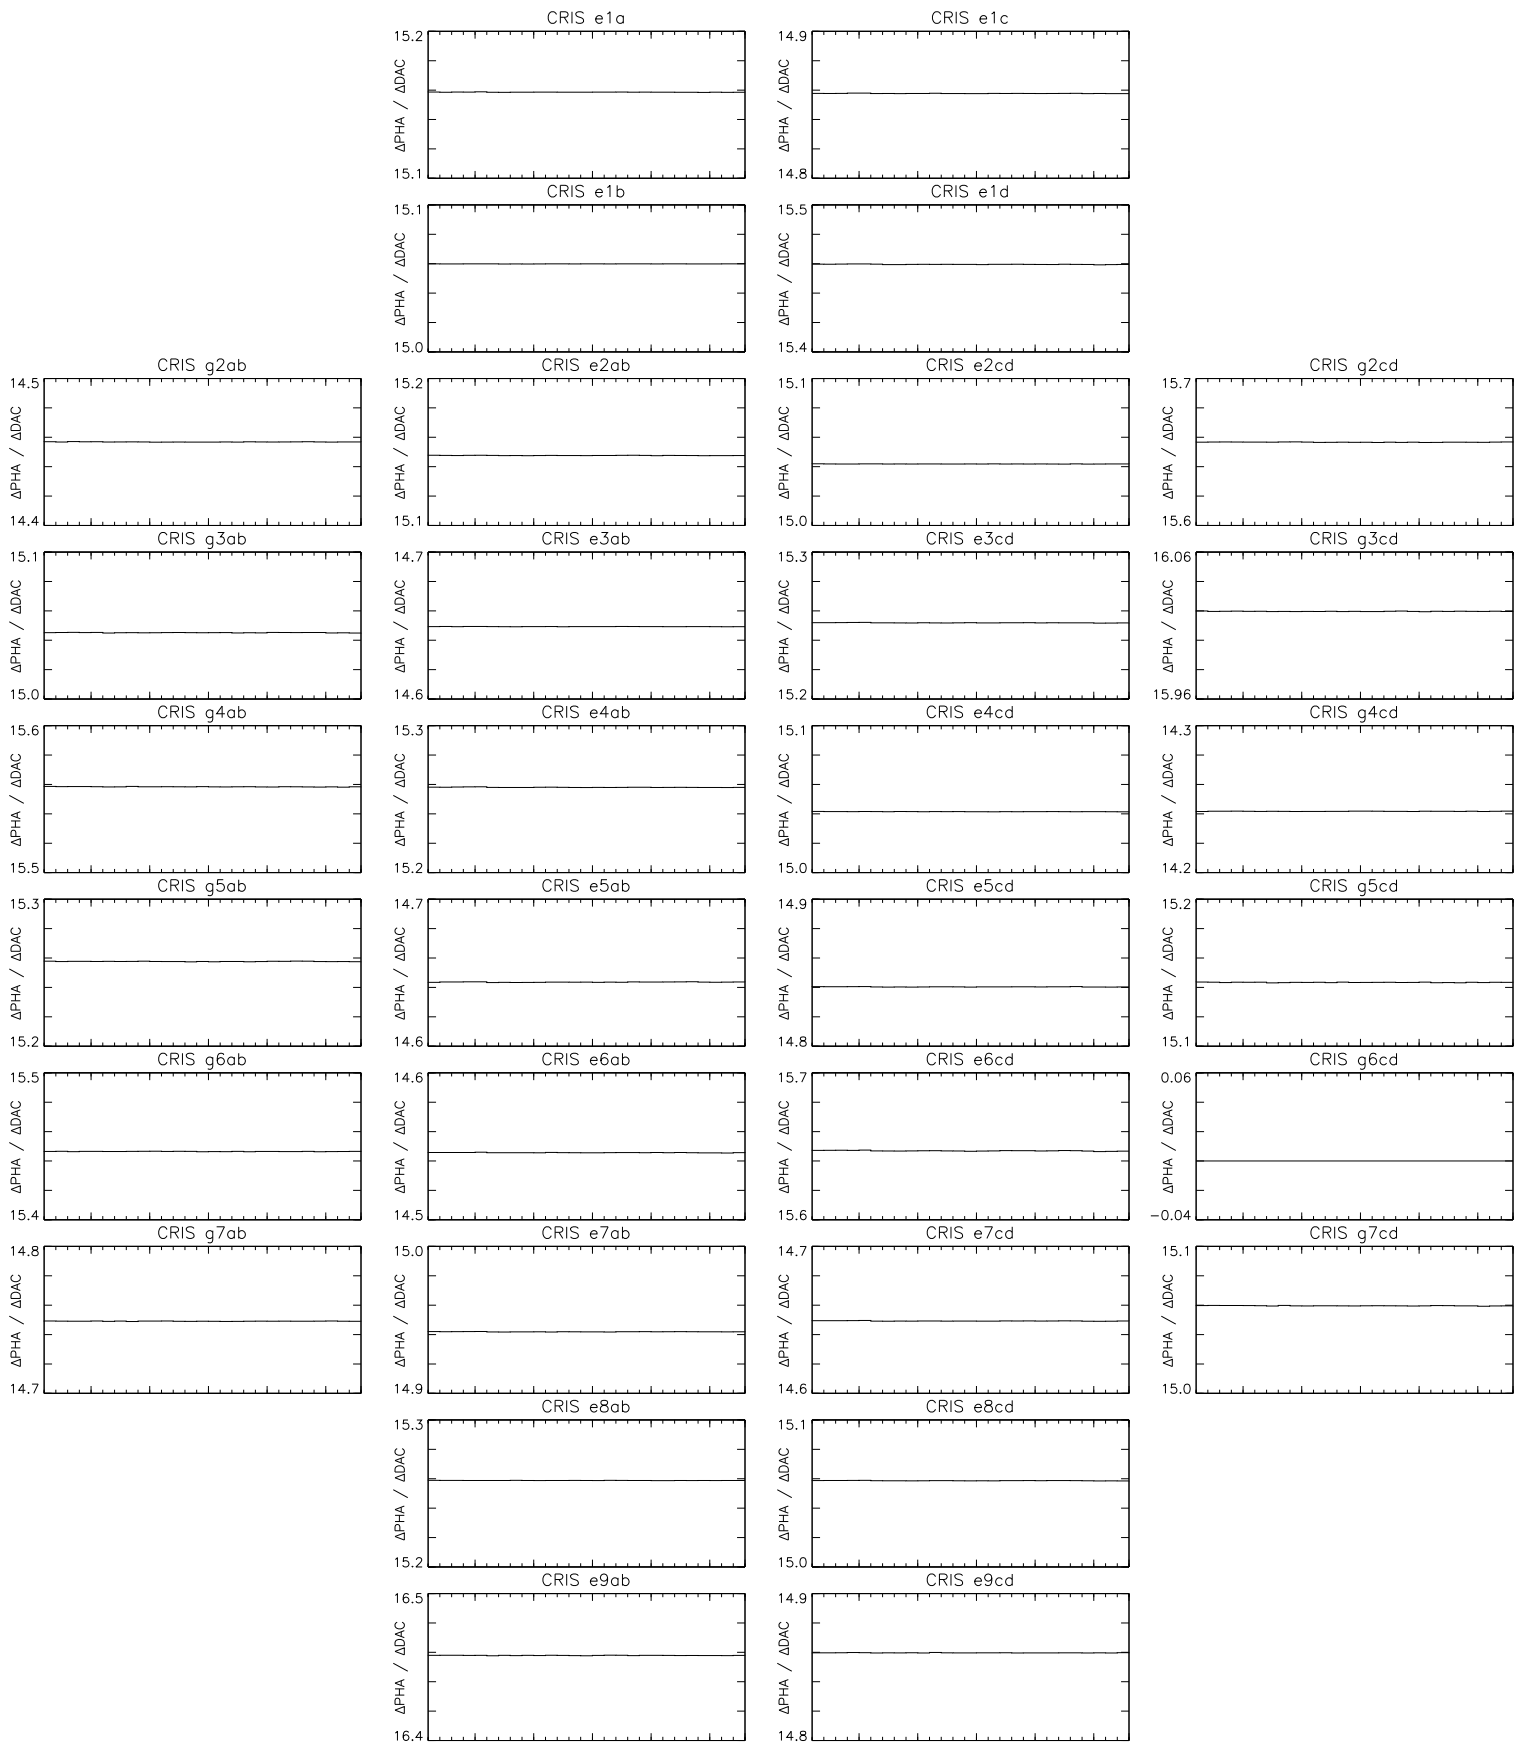 CRIS e1a
15.2
ΔPHA / ΔDAC
15.1
CRIS e1c
14.9
ΔPHA / ΔDAC
14.8
CRIS e1b
15.1
ΔPHA / ΔDAC
15.0
CRIS e1d
15.5
ΔPHA / ΔDAC
15.4
CRIS g2ab
14.5
ΔPHA / ΔDAC
14.4
CRIS e2ab
15.2
ΔPHA / ΔDAC
15.1
CRIS e2cd
15.1
ΔPHA / ΔDAC
15.0
CRIS g2cd
15.7
ΔPHA / ΔDAC
15.6
CRIS g3ab
15.1
ΔPHA / ΔDAC
15.0
CRIS e3ab
14.7
ΔPHA / ΔDAC
14.6
CRIS e3cd
15.3
ΔPHA / ΔDAC
15.2
CRIS g3cd
16.06
ΔPHA / ΔDAC
15.96
CRIS g4ab
15.6
ΔPHA / ΔDAC
15.5
CRIS e4ab
15.3
ΔPHA / ΔDAC
15.2
CRIS e4cd
15.1
ΔPHA / ΔDAC
15.0
CRIS g4cd
14.3
ΔPHA / ΔDAC
14.2
CRIS g5ab
15.3
ΔPHA / ΔDAC
15.2
CRIS e5ab
14.7
ΔPHA / ΔDAC
14.6
CRIS e5cd
14.9
ΔPHA / ΔDAC
14.8
CRIS g5cd
15.2
ΔPHA / ΔDAC
15.1
CRIS g6ab
15.5
ΔPHA / ΔDAC
15.4
CRIS e6ab
14.6
ΔPHA / ΔDAC
14.5
CRIS e6cd
15.7
ΔPHA / ΔDAC
15.6
CRIS g6cd
0.06
ΔPHA / ΔDAC
−0.04
CRIS g7ab
14.8
ΔPHA / ΔDAC
14.7
CRIS e7ab
15.0
ΔPHA / ΔDAC
14.9
CRIS e7cd
14.7
ΔPHA / ΔDAC
14.6
CRIS g7cd
15.1
ΔPHA / ΔDAC
15.0
CRIS e8ab
15.3
ΔPHA / ΔDAC
15.2
CRIS e8cd
15.1
ΔPHA / ΔDAC
15.0
CRIS e9ab
16.5
ΔPHA / ΔDAC
16.4
CRIS e9cd
14.9
ΔPHA / ΔDAC
14.8